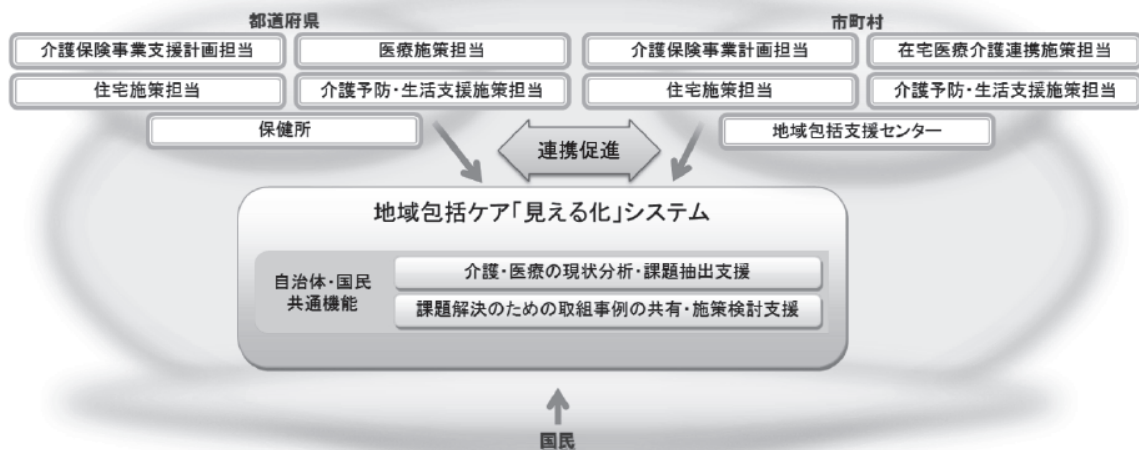 都道府県
市町村
介護保険事業支援計画担当
医療施策担当
介護保険事業計画担当
在宅医療介護連携施策担当
住宅施策担当
介護予防・生活支援施策担当
住宅施策担当
介護予防・生活支援施策担当
保健所
地域包括支援センター
連携促進
地域包括ケア「見える化」システム
自治体・国民
共通機能
介護・医療の現状分析・課題抽出支援
課題解決のための取組事例の共有・施策検討支援
国民